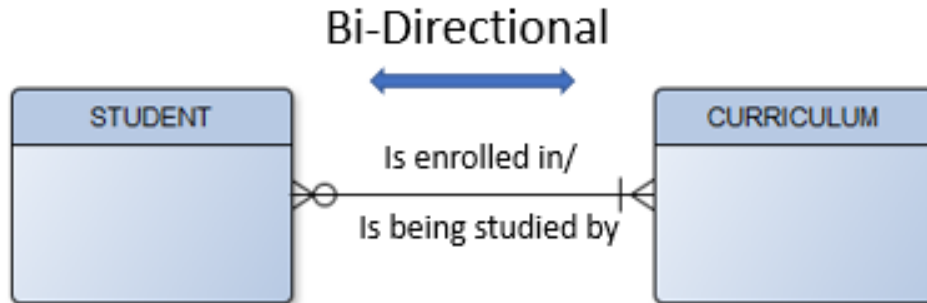 Bi-Directional
STUDENT
CURRICULUM
Is enrolled in/
Is being studied by